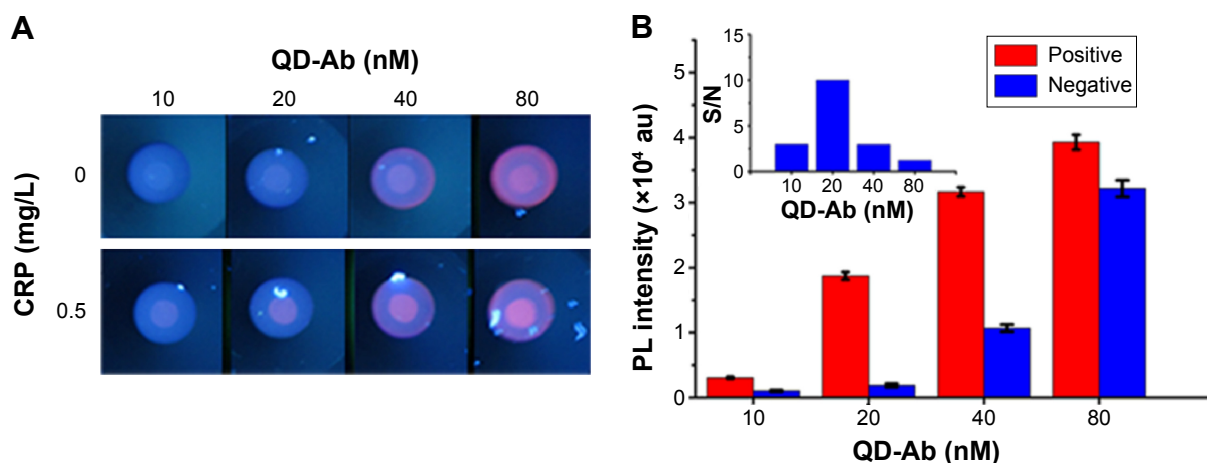 A
QD-Ab (nM)
10 20 40 80
CRP (mg/L)
0
0.5
B
PL intensity (×10⁴ au)
5
4
3
2
1
0
10 20 40 80
QD-Ab (nM)
S/N
15
10
5
0
10 20 40 80
QD-Ab (nM)
Positive
Negative